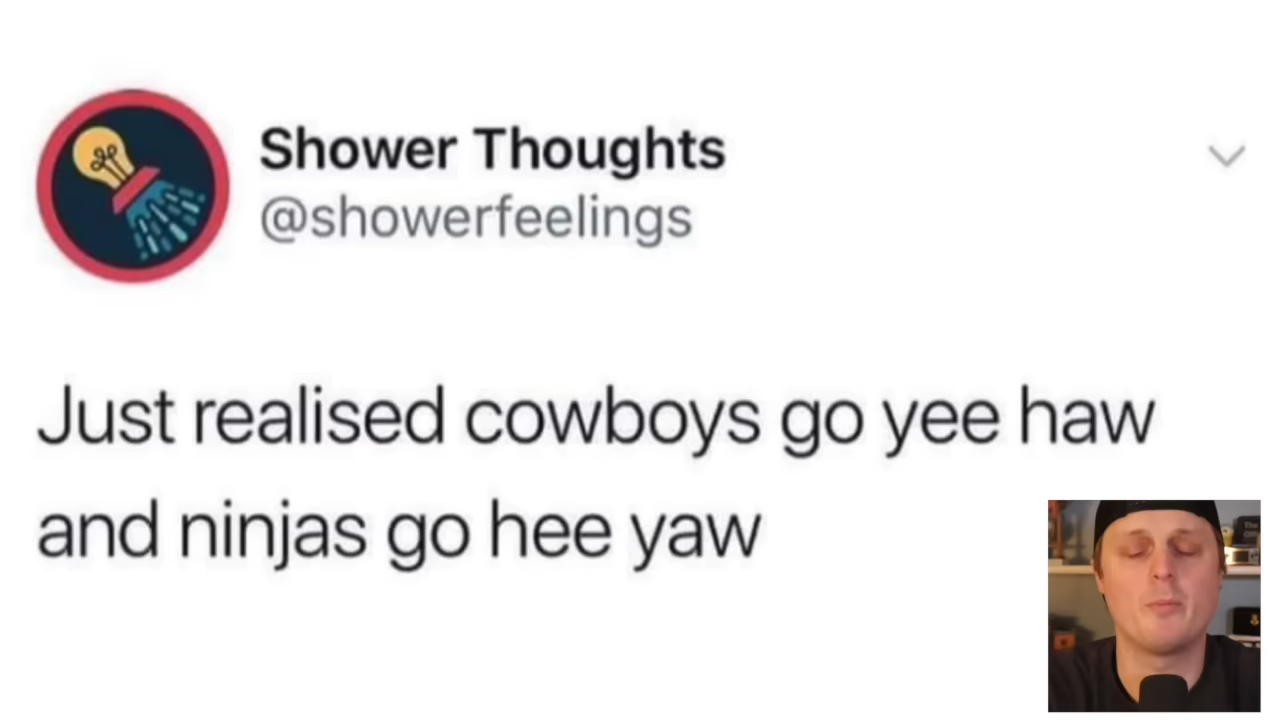 Shower Thoughts
@showerfeelings
Just realised cowboys go yee haw
and ninjas go hee yaw